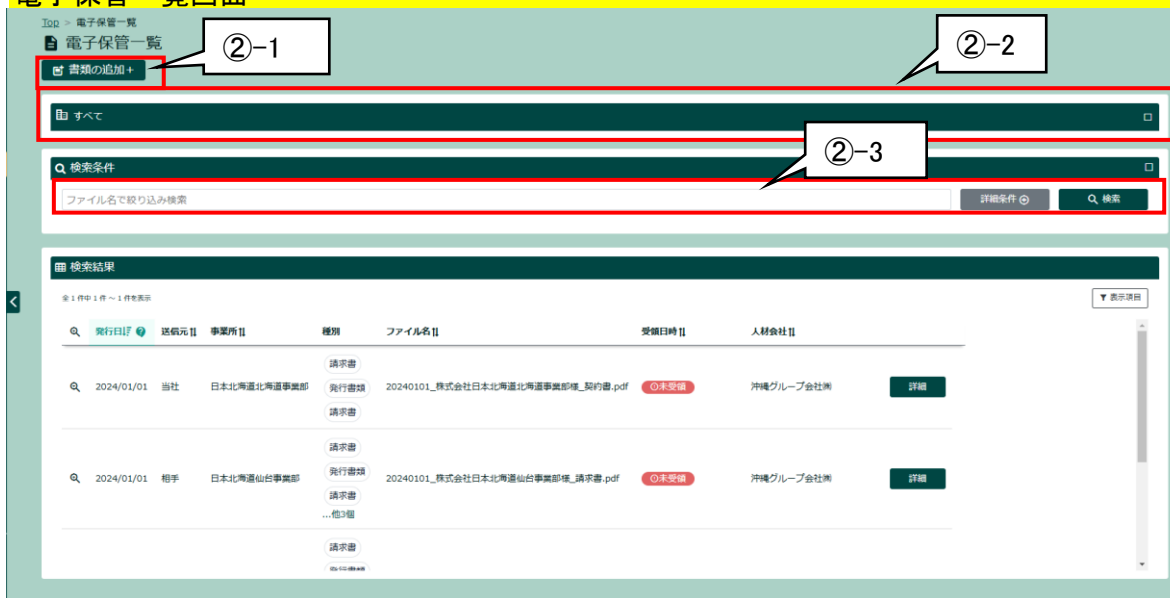 電子保管一覧画面
Top > 電子保管一覧
電子保管一覧
②-1
②-2
書類の追加+
すべて
②-3
検索条件
ファイル名で絞り込み検索
詳細条件
検索
検索結果
全1件中1件～1件を表示
表示項目
発行日 送信元 事業所 種別 ファイル名 受領日時 人材会社
請求書
2024/01/01 当社 日本北海道北海道事業部 発行書類 20240101_株式会社日本北海道北海道事業部様_契約書.pdf 未受領 沖縄グループ会社㈱ 詳細
請求書
請求書
発行書類
2024/01/01 相手 日本北海道仙台事業部 20240101_株式会社日本北海道仙台事業部様_請求書.pdf 未受領 沖縄グループ会社㈱ 詳細
請求書
...他3個
請求書
発行書類